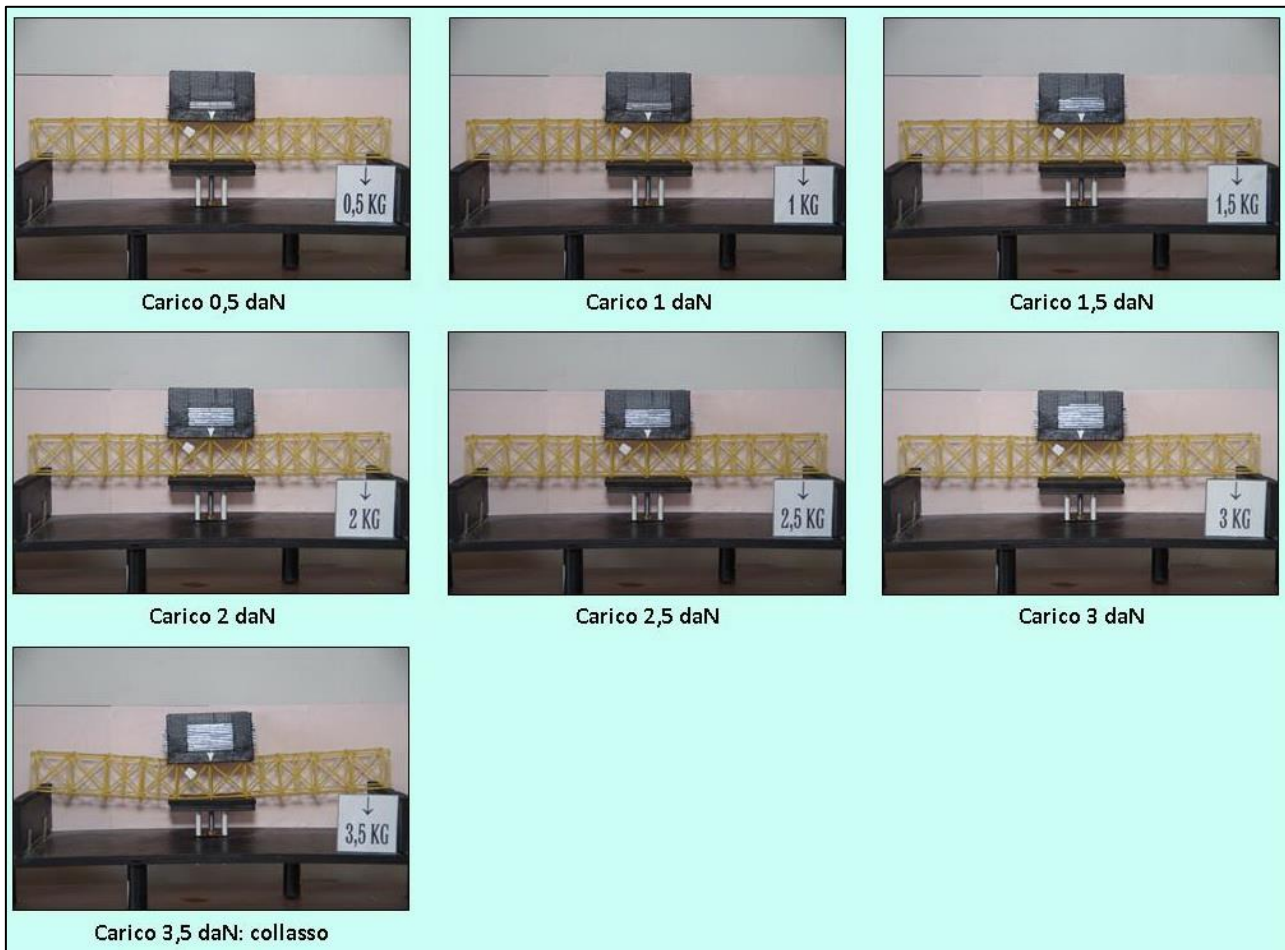 ↓ 0,5 KG
↓ 1 KG
↓ 1,5 KG
Carico 0,5 daN
Carico 1 daN
Carico 1,5 daN
↓ 2 KG
↓ 2,5 KG
↓ 3 KG
Carico 2 daN
Carico 2,5 daN
Carico 3 daN
↓ 3,5 KG
Carico 3,5 daN: collasso